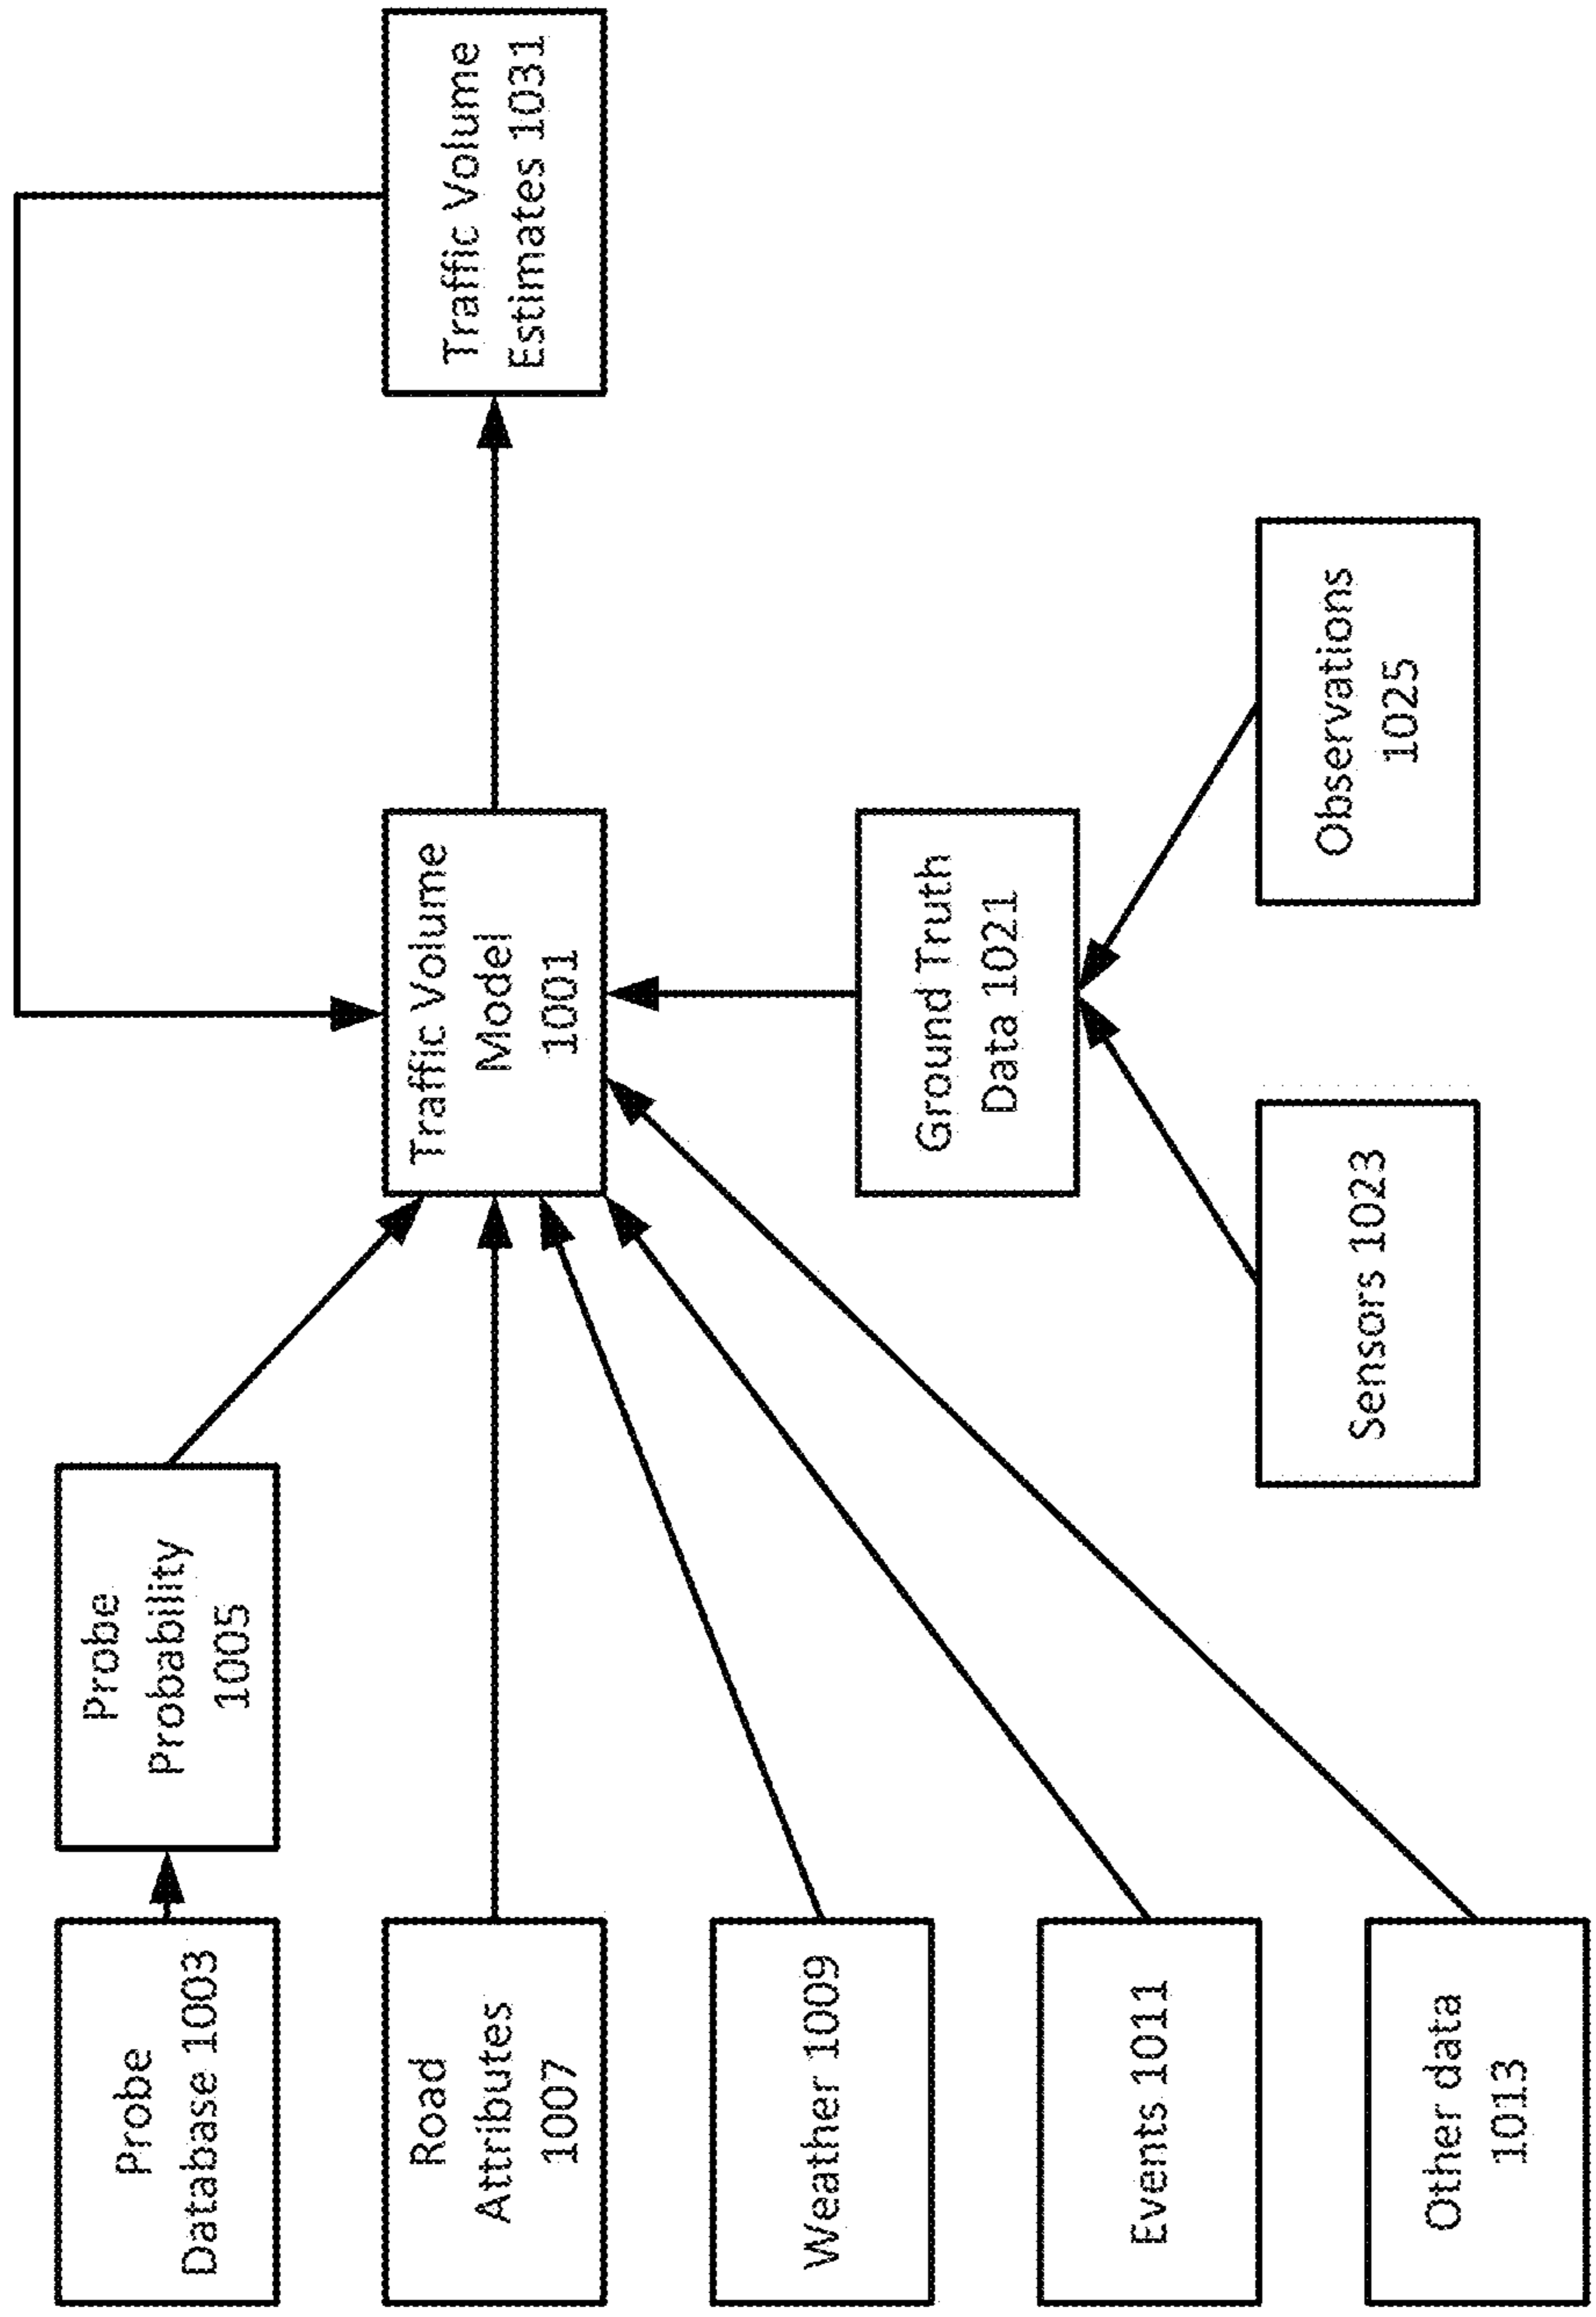 Probe
Database 1003
Probe
Probability
1005
Road
Attributes
1007
Weather 1009
Events 1011
Other data
1013
Traffic Volume
Model
1001
Ground Truth
Data 1021
Sensors 1023
Observations
1025
Traffic Volume
Estimates 1031